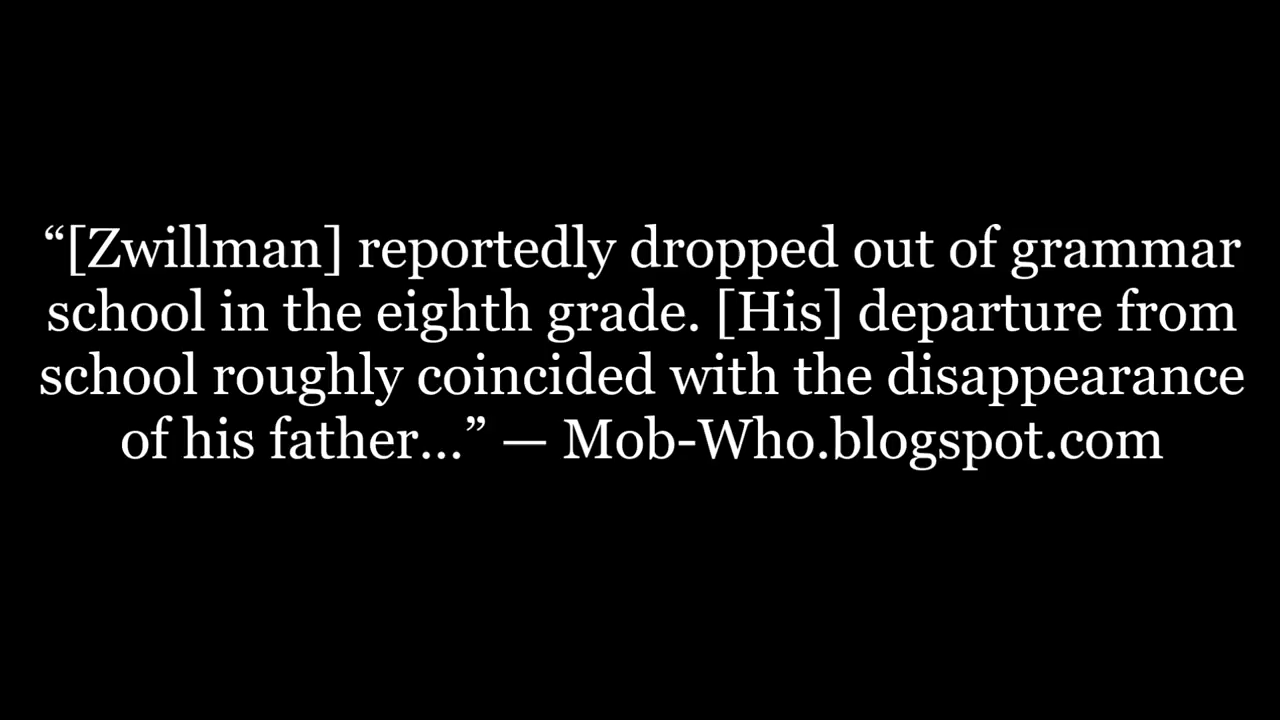 “[Zwillman] reportedly dropped out of grammar
school in the eighth grade. [His] departure from
school roughly coincided with the disappearance
of his father...” — Mob-Who.blogspot.com